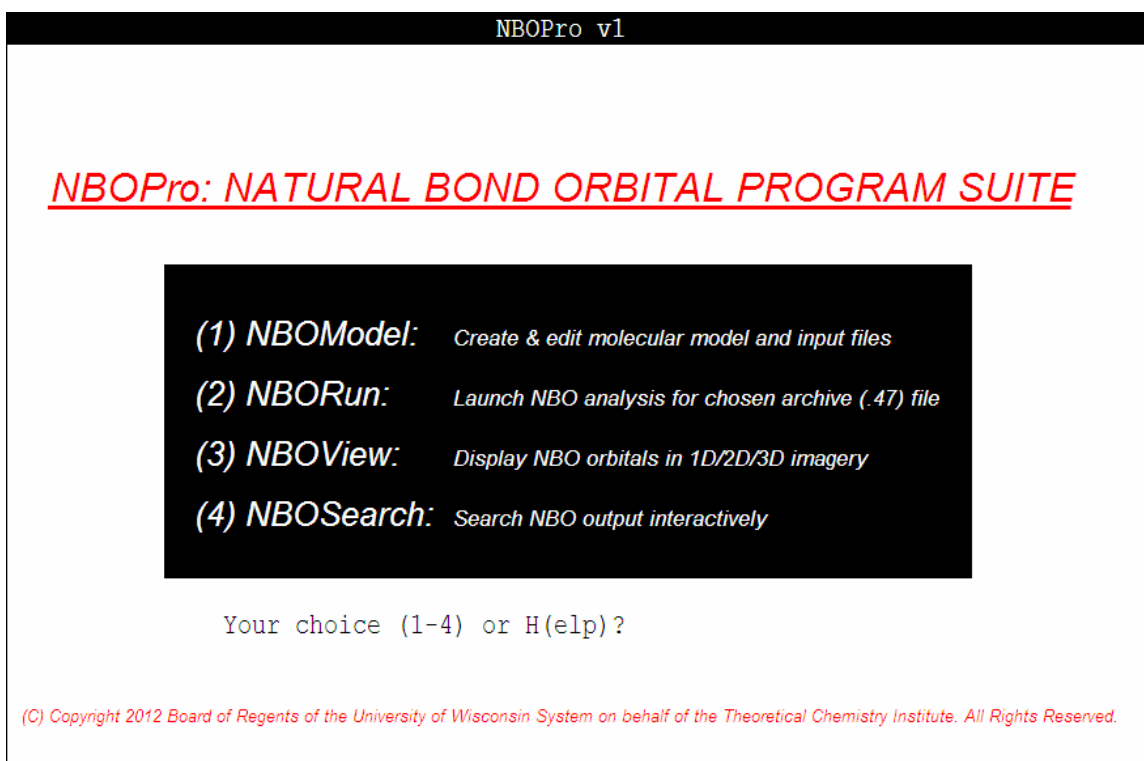 NBOPro v1
NBOPro: NATURAL BOND ORBITAL PROGRAM SUITE
(1) NBOModel: Create & edit molecular model and input files
(2) NBORun: Launch NBO analysis for chosen archive (.47) file
(3) NBOView: Display NBO orbitals in 1D/2D/3D imagery
(4) NBOSearch: Search NBO output interactively
Your choice (1-4) or H(elp)?
(C) Copyright 2012 Board of Regents of the University of Wisconsin System on behalf of the Theoretical Chemistry Institute. All Rights Reserved.